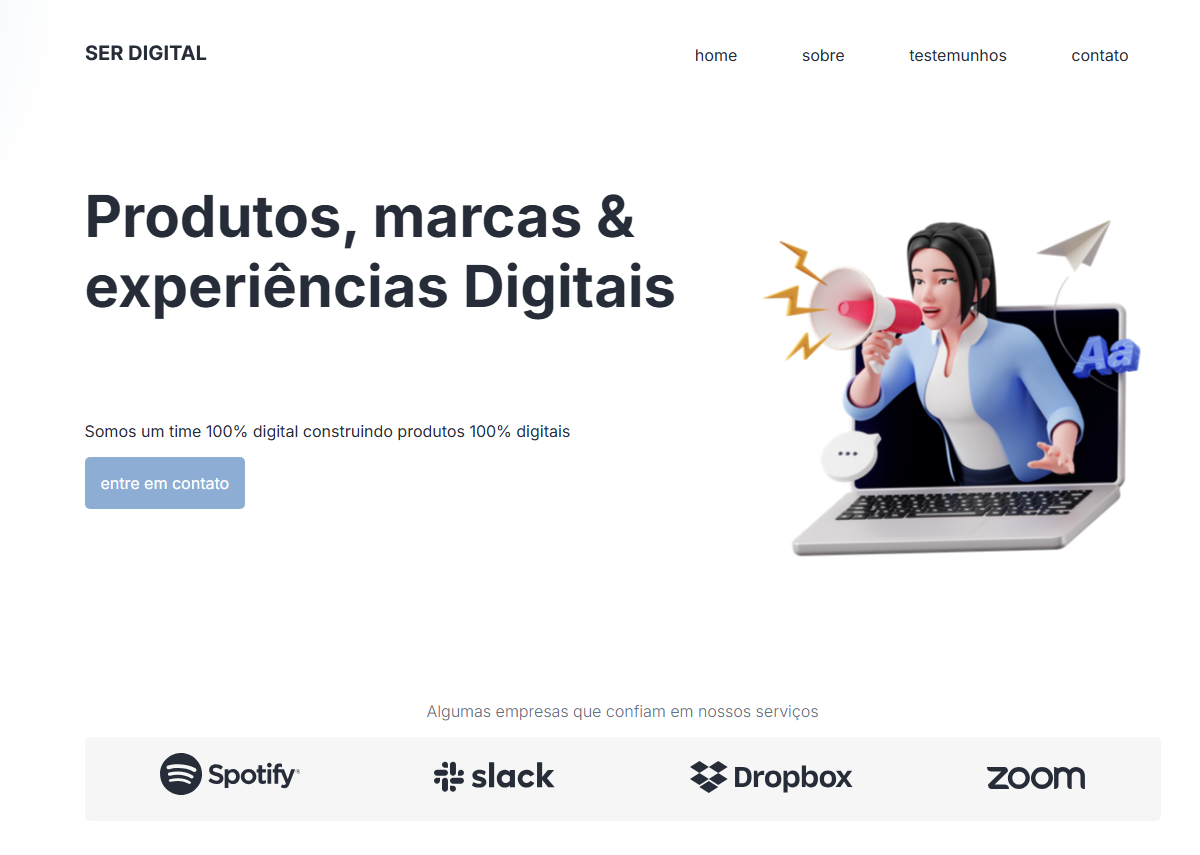 SER DIGITAL
home sobre testemunhos contato
Produtos, marcas &
experiências Digitais
Aa
Somos um time 100% digital construindo produtos 100% digitais
entre em contato
Algumas empresas que confiam em nossos serviços
Spotify® slack Dropbox zoom